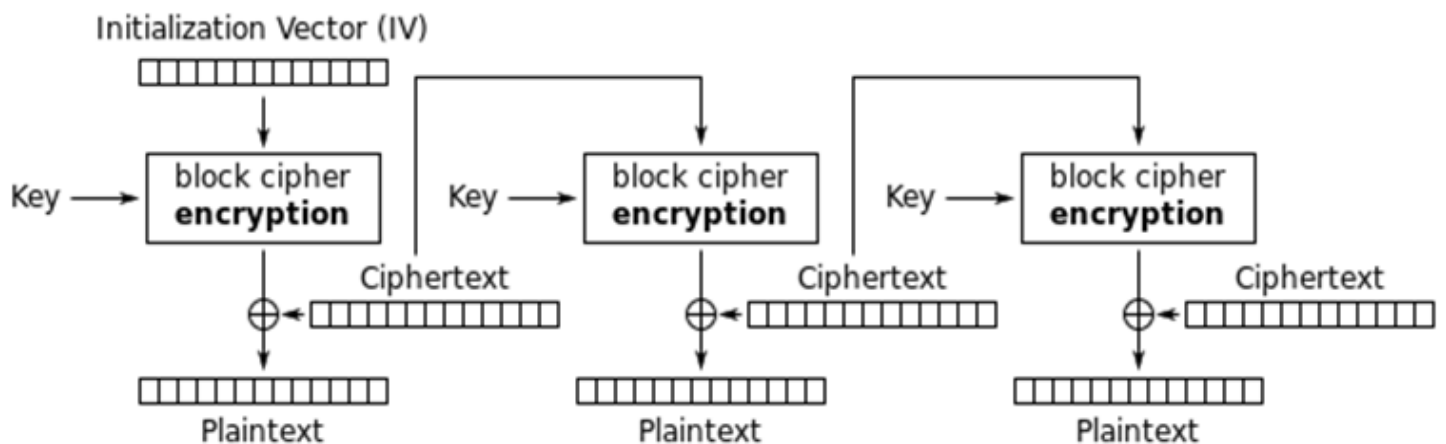 Initialization Vector (IV)
Key
block cipher
encryption
Ciphertext
Plaintext
Key
block cipher
encryption
Ciphertext
Plaintext
Key
block cipher
encryption
Ciphertext
Plaintext